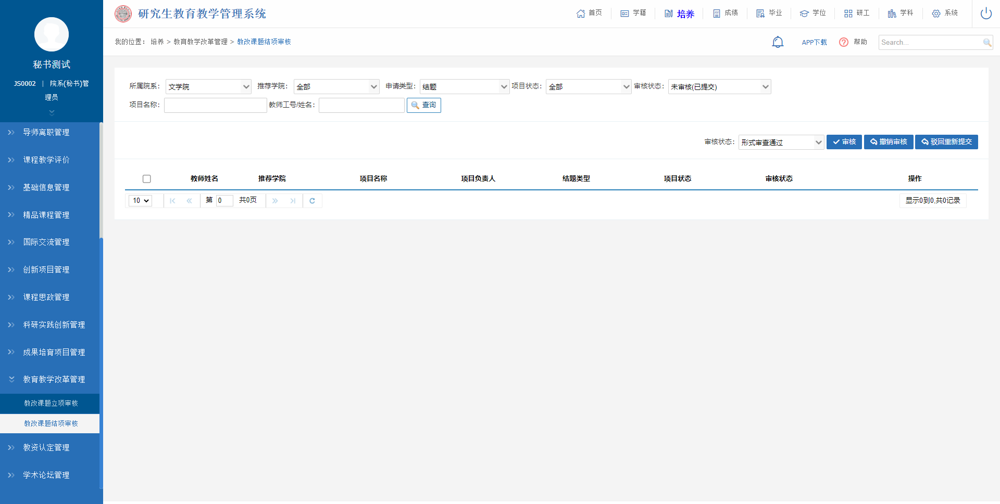 研究生教育教学管理系统
首页 学籍 培养 成绩 毕业 学位 研工 学科 系统
秘书测试
JS0002 | 院系(秘书)管
理员
我的位置： 培养 > 教育教学改革管理 > 教改课题结项审核
APP下载 帮助 Search...
所属院系： 文学院 推荐学院： 全部 申请类型： 结题 项目状态： 全部 审核状态： 未审核(已提交)
项目名称： 教师工号/姓名： 查询
审核状态： 形式审查通过 审核 撤销审核 驳回重新提交
教师姓名 推荐学院 项目名称 项目负责人 结题类型 项目状态 审核状态 操作
10 第 0 共0页 显示0到0,共0记录
导师离职管理
课程教学评价
基础信息管理
精品课程管理
国际交流管理
创新项目管理
课程思政管理
科研实践创新管理
成果培育项目管理
教育教学改革管理
教改课题立项审核
教改课题结项审核
教资认定管理
学术论坛管理